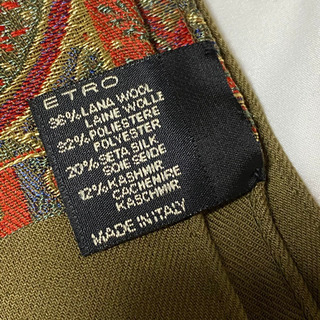 ETRO
36% LANA WOOL
LAINE WOLLE
32% POLIESTERE
POLYESTER
20% SETA SILK
SOIE SEIDE
12% KASHMIR
CACHEMIRE
KASCHMIR
MADE IN ITALY